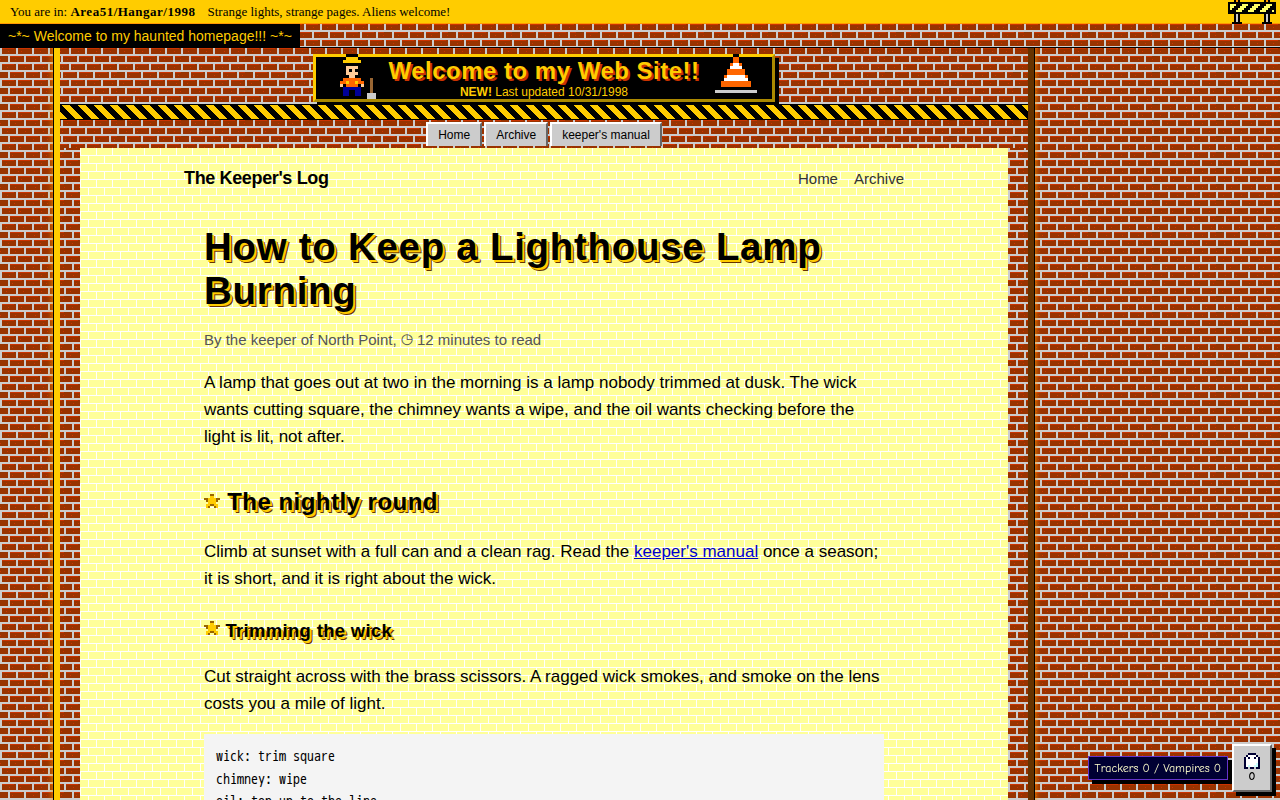 You are in: Area51/Hangar/1998 Strange lights, strange pages. Aliens welcome!
~*~ Welcome to my haunted homepage!!! ~*~
Welcome to my Web Site!!
NEW! Last updated 10/31/1998
Home Archive keeper's manual
The Keeper's Log Home Archive
How to Keep a Lighthouse Lamp
Burning
By the keeper of North Point, 12 minutes to read
A lamp that goes out at two in the morning is a lamp nobody trimmed at dusk. The wick
wants cutting square, the chimney wants a wipe, and the oil wants checking before the
light is lit, not after.
The nightly round
Climb at sunset with a full can and a clean rag. Read the keeper's manual once a season;
it is short, and it is right about the wick.
Trimming the wick
Cut straight across with the brass scissors. A ragged wick smokes, and smoke on the lens
costs you a mile of light.
wick: trim square
chimney: wipe
oil: top up to the line
Trackers 0 / Vampires 0
0